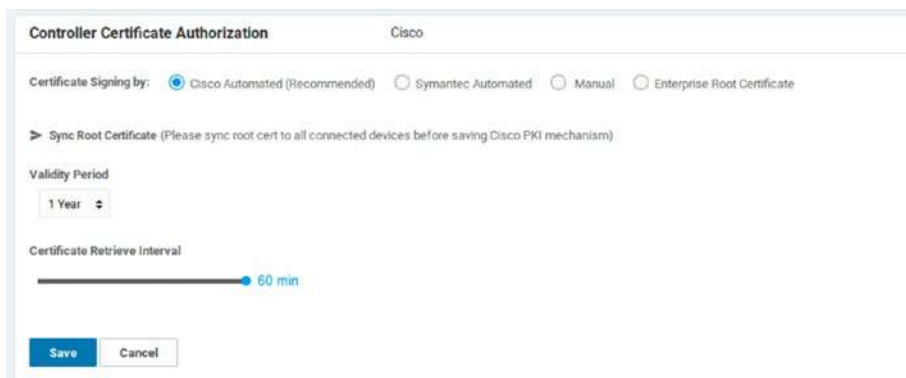 Controller Certificate Authorization Cisco
Certificate Signing by: Cisco Automated (Recommended) Symantec Automated Manual Enterprise Root Certificate
Sync Root Certificate (Please sync root cert to all connected devices before saving Cisco PKI mechanism)
Validity Period
1 Year
Certificate Retrieve Interval
60 min
Save Cancel